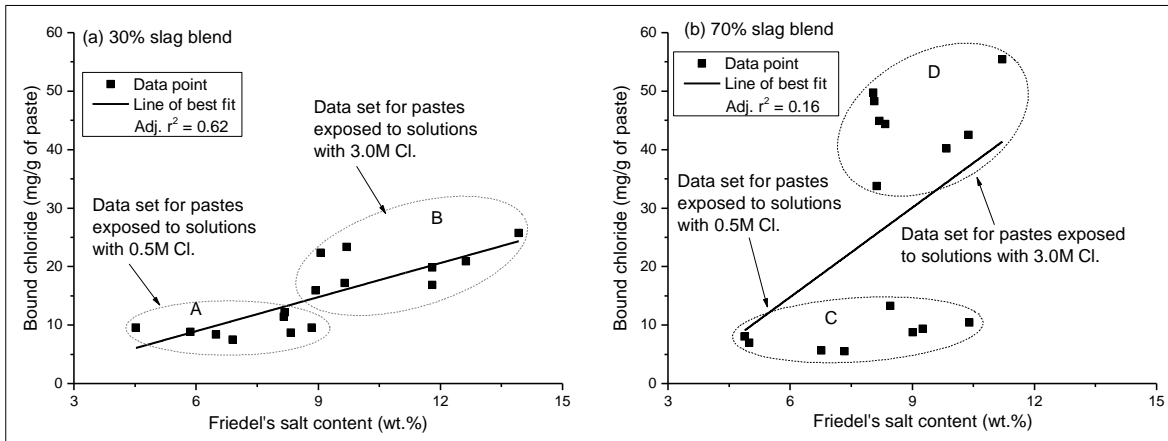 (a) 30% slag blend
Data point
Line of best fit
Adj. r² = 0.62
Data set for pastes
exposed to solutions
with 3.0M Cl.
Data set for pastes
exposed to solutions
with 0.5M Cl.
A
B
60
50
40
30
20
10
0
3
6
9
12
15
Bound chloride (mg/g of paste)
Friedel's salt content (wt.%)
(b) 70% slag blend
Data point
Line of best fit
Adj. r² = 0.16
D
Data set for pastes
exposed to solutions
with 0.5M Cl.
Data set for pastes exposed
to solutions with 3.0M Cl.
C
60
50
40
30
20
10
0
3
6
9
12
15
Bound chloride (mg/g of paste)
Friedel's salt content (wt.%)